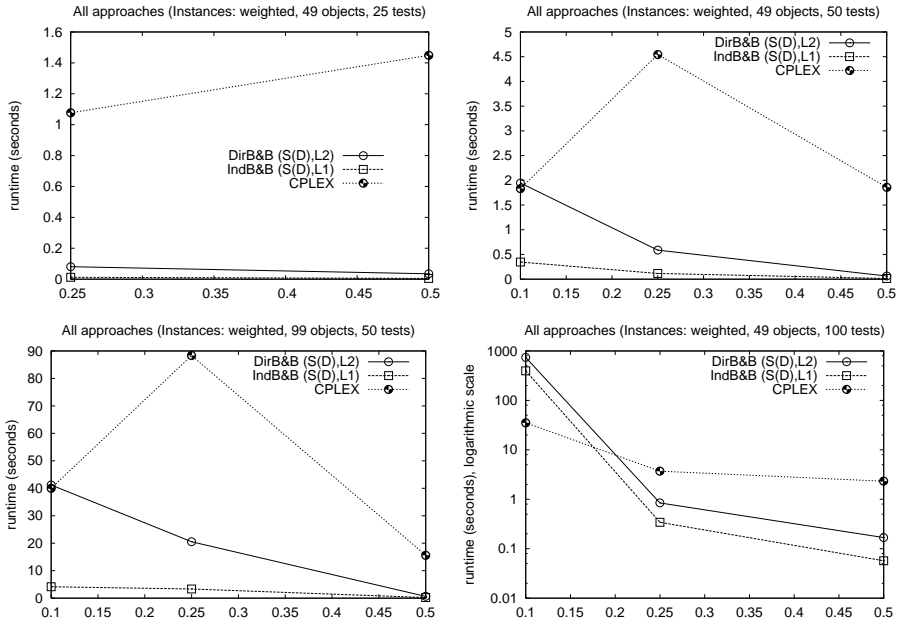 All approaches (Instances: weighted, 49 objects, 25 tests)
1.6
1.4
1.2
1
0.8
0.6
0.4
0.2
0
runtime (seconds)
DirB&B (S(D),L2)
IndB&B (S(D),L1)
CPLEX
0.25 0.3 0.35 0.4 0.45 0.5
All approaches (Instances: weighted, 49 objects, 50 tests)
5
4.5
4
3.5
3
2.5
2
1.5
1
0.5
0
runtime (seconds)
DirB&B (S(D),L2)
IndB&B (S(D),L1)
CPLEX
0.1 0.15 0.2 0.25 0.3 0.35 0.4 0.45 0.5
All approaches (Instances: weighted, 99 objects, 50 tests)
90
80
70
60
50
40
30
20
10
0
runtime (seconds)
DirB&B (S(D),L2)
IndB&B (S(D),L1)
CPLEX
0.1 0.15 0.2 0.25 0.3 0.35 0.4 0.45 0.5
All approaches (Instances: weighted, 49 objects, 100 tests)
1000
100
10
1
0.1
0.01
runtime (seconds), logarithmic scale
DirB&B (S(D),L2)
IndB&B (S(D),L1)
CPLEX
0.1 0.15 0.2 0.25 0.3 0.35 0.4 0.45 0.5